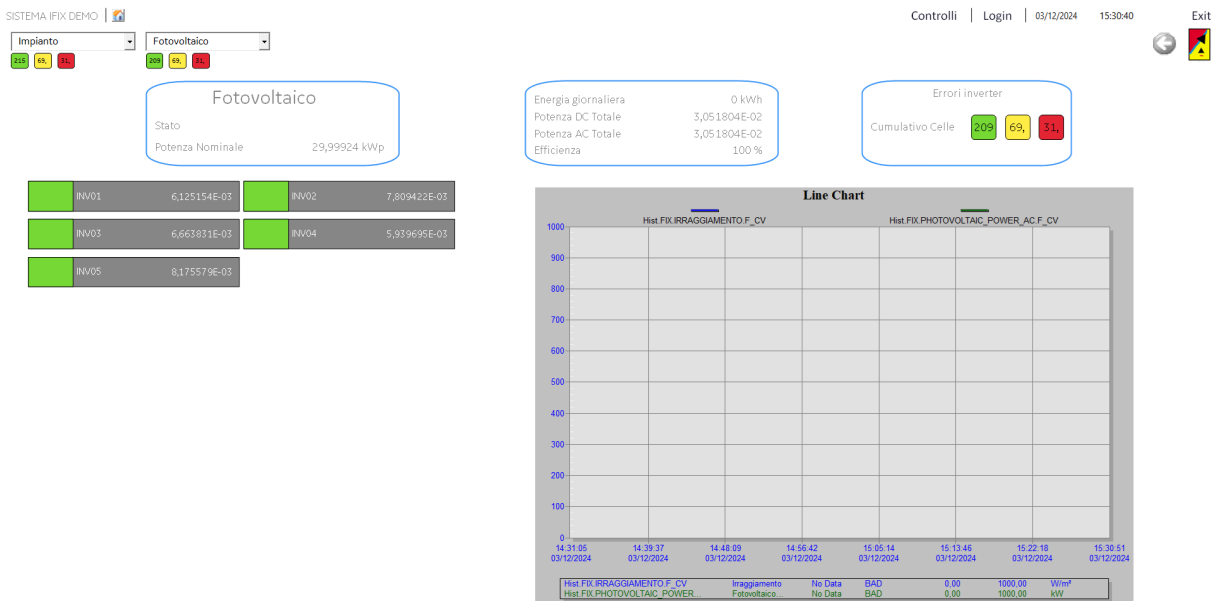 SISTEMA IFIX DEMO
Controlli Login 03/12/2024 15:30:40 Exit
Impianto Fotovoltaico
215 69, 31, 209 69, 31,
Fotovoltaico
Stato
Potenza Nominale 29,99924 kWp
Energia giornaliera 0 kWh
Potenza DC Totale 3,051804E-02
Potenza AC Totale 3,051804E-02
Efficienza 100 %
Errori inverter
Cumulativo Celle 209 69, 31,
INV01 6,125154E-03 INV02 7,809422E-03
INV03 6,663831E-03 INV04 5,939695E-03
INV05 8,175579E-03
Line Chart
Hist.FIX.IRRAGGIAMENTO.F_CV Hist.FIX.PHOTOVOLTAIC_POWER_AC.F_CV
1000
900
800
700
600
500
400
300
200
100
0
14:31:05 14:39:37 14:48:09 14:56:42 15:05:14 15:13:46 15:22:18 15:30:51
03/12/2024 03/12/2024 03/12/2024 03/12/2024 03/12/2024 03/12/2024 03/12/2024 03/12/2024
Hist.FIX.IRRAGGIAMENTO.F_CV Irraggiamento No Data BAD 0,00 1000,00 W/m²
Hist.FIX.PHOTOVOLTAIC_POWER... Fotovoltaico... No Data BAD 0,00 1000,00 kW